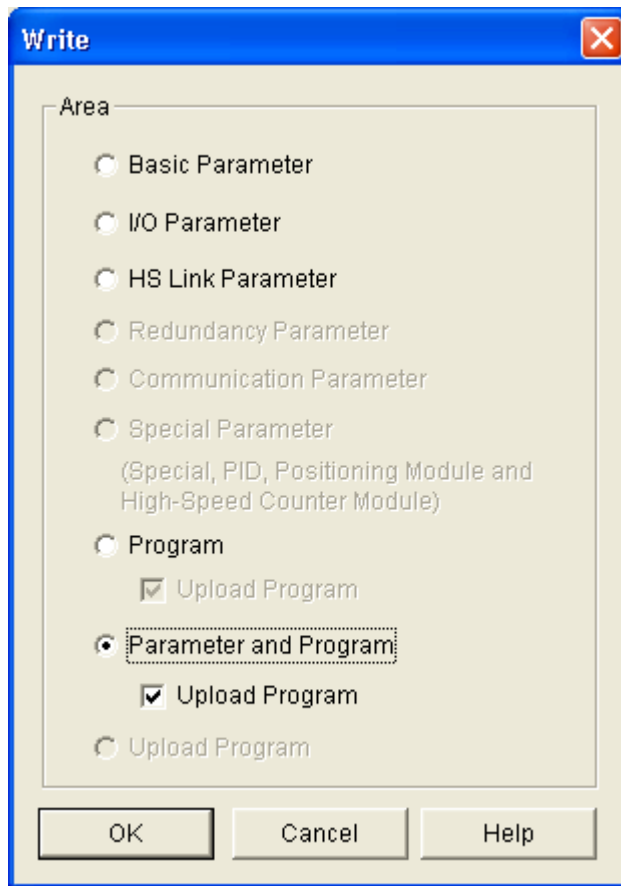 Write
Area
Basic Parameter
I/O Parameter
HS Link Parameter
Redundancy Parameter
Communication Parameter
Special Parameter
(Special, PID, Positioning Module and
High-Speed Counter Module)
Program
Upload Program
Parameter and Program
Upload Program
Upload Program
OK Cancel Help